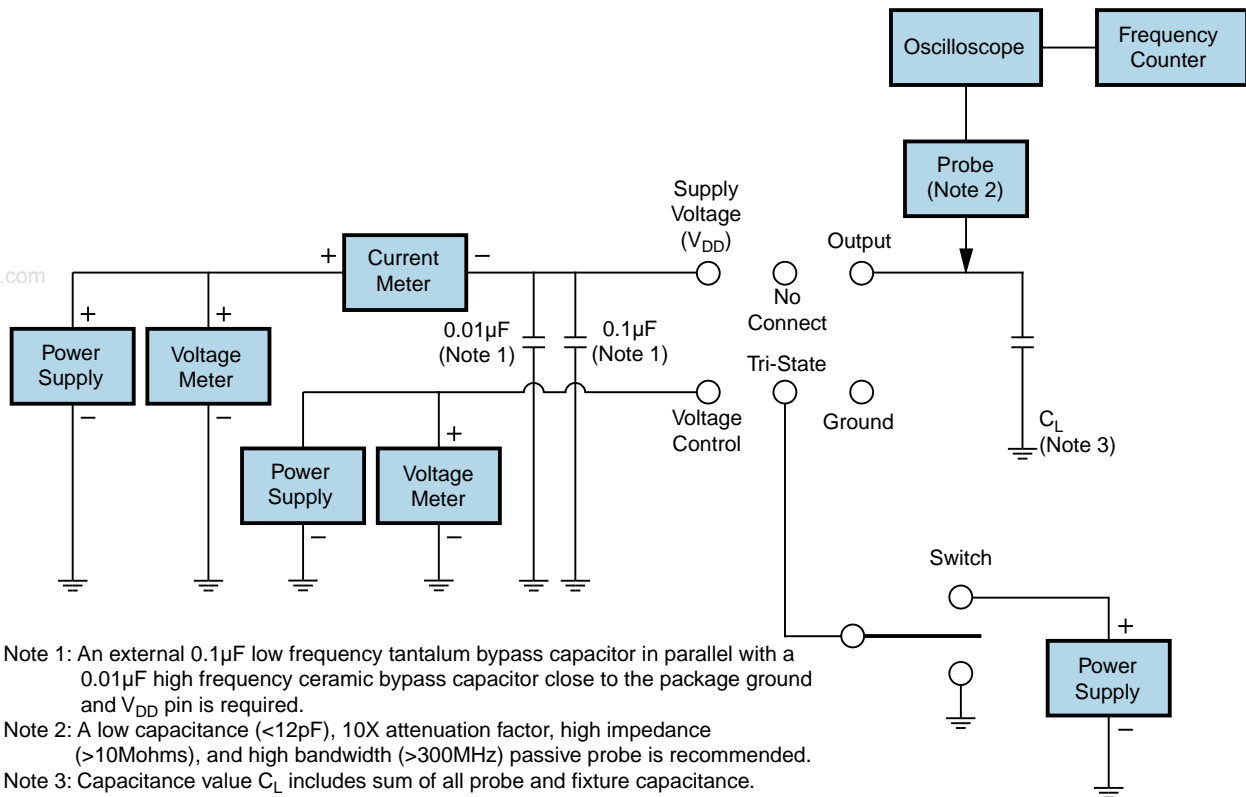 Oscilloscope
Frequency
Counter
Probe
(Note 2)
Supply
Voltage
(VDD)
Output
.com
+
Current
Meter
−
No
Connect
+
Power
Supply
−
+
Voltage
Meter
−
0.01µF
(Note 1)
0.1µF
(Note 1)
Tri-State
Voltage
Control
Ground
CL
(Note 3)
Power
Supply
−
+
Voltage
Meter
−
Switch
+
Power
Supply
−
Note 1: An external 0.1µF low frequency tantalum bypass capacitor in parallel with a
0.01µF high frequency ceramic bypass capacitor close to the package ground
and VDD pin is required.
Note 2: A low capacitance (<12pF), 10X attenuation factor, high impedance
(>10Mohms), and high bandwidth (>300MHz) passive probe is recommended.
Note 3: Capacitance value CL includes sum of all probe and fixture capacitance.